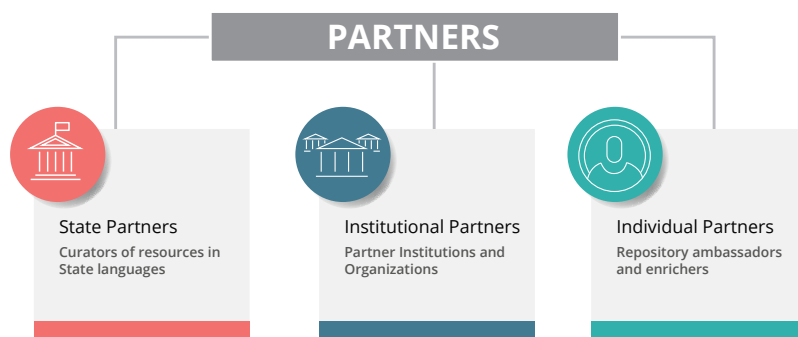 PARTNERS
State Partners
Curators of resources in
State languages
Institutional Partners
Partner Institutions and
Organizations
Individual Partners
Repository ambassadors
and enrichers